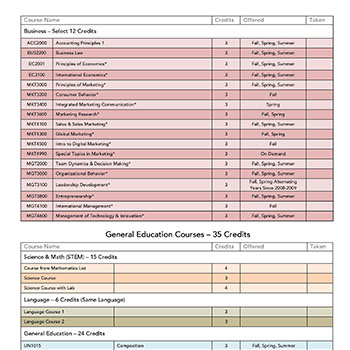 Course Name Credits Offered Taken
Business – Select 12 Credits
ACC2000 Accounting Principles 1 3 Fall, Spring, Summer
BUS2200 Business Law 3 Fall, Spring, Summer
EC2001 Principles of Economics* 3 Fall, Spring, Summer
EC3100 International Economics* 3 Fall, Spring, Summer
MKT3000 Principles of Marketing* 3 Fall, Spring, Summer
MKT3200 Consumer Behavior* 3 Fall
MKT3400 Integrated Marketing Communication* 3 Spring
MKT3600 Marketing Research* 3 Fall, Spring
MKT4100 Sales & Sales Marketing* 3 Fall, Spring, Summer
MKT4300 Global Marketing* 3 Fall, Spring
MKT4500 Intro to Digital Marketing* 3 Fall
MKT4990 Special Topics in Marketing* 3 On Demand
MGT2000 Team Dynamics & Decision Making* 3 Fall, Spring, Summer
MGT3000 Organizational Behavior* 3 Fall, Spring, Summer
MGT3100 Leadership Development* 3 Fall, Spring Alternating
Years Since 2008-2009
MGT3800 Entrepreneurship* 3 Fall, Spring, Summer
MGT4100 International Management* 3 Fall
MGT4600 Management of Technology & Innovation* 3 Fall, Spring, Summer
General Education Courses – 35 Credits
Course Name Credits Offered Taken
Science & Math (STEM) – 15 Credits
Course from Mathematics List 4
Science Course 3
Science Course with Lab 4
Language – 6 Credits (Same Language)
Language Course 1 3
Language Course 2 3
General Education – 24 Credits
UN1015 Composition 3 Fall, Spring, Summer